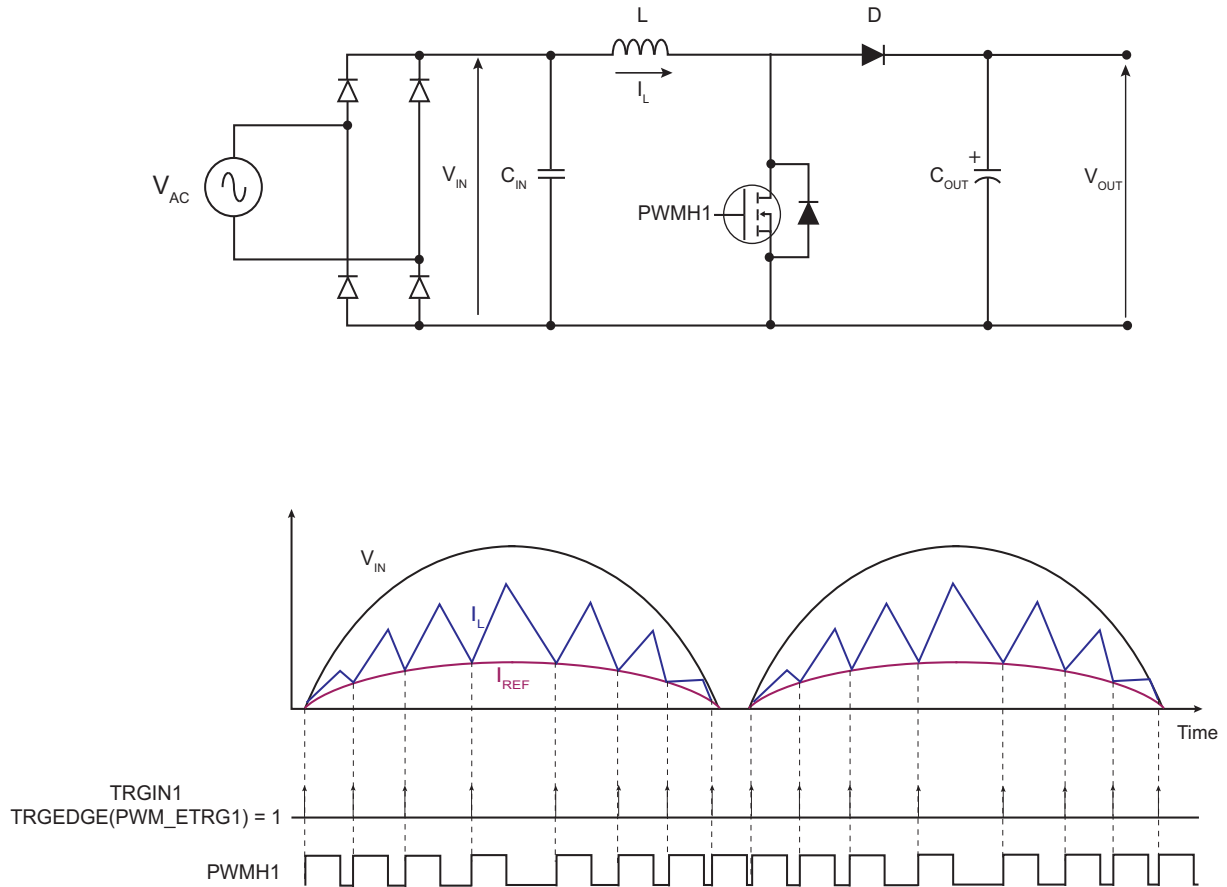 L
D
I_L
V_AC
V_IN
C_IN
PWMH1
+
C_OUT
V_OUT
V_IN
I_L
I_REF
Time
TRGIN1
TRGEDGE(PWM_ETRG1) = 1
PWMH1